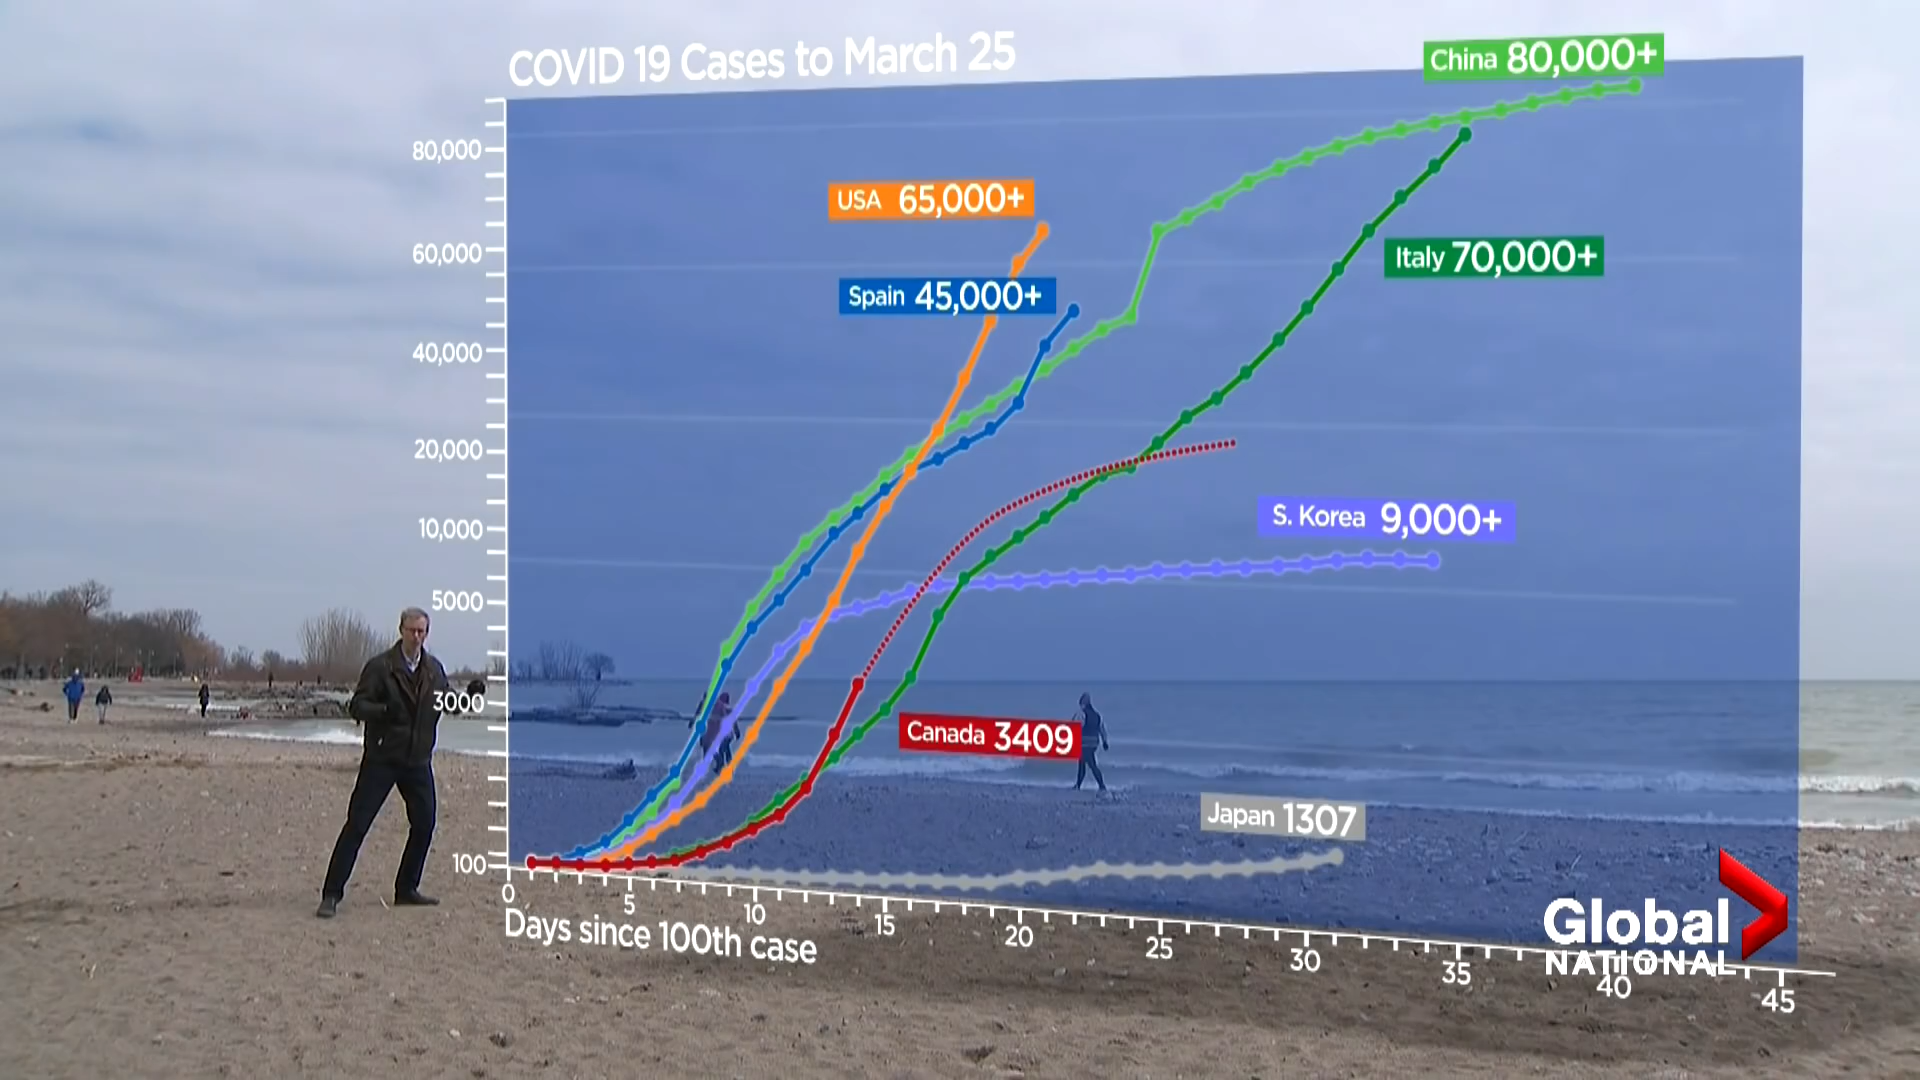 COVID 19 Cases to March 25
China 80,000+
80,000
USA 65,000+
60,000
Italy 70,000+
Spain 45,000+
40,000
20,000
10,000
S. Korea 9,000+
5000
3000
Canada 3409
Japan 1307
100
0
5
10
15
20
25
30
35
40
45
Days since 100th case
Global
NATIONAL